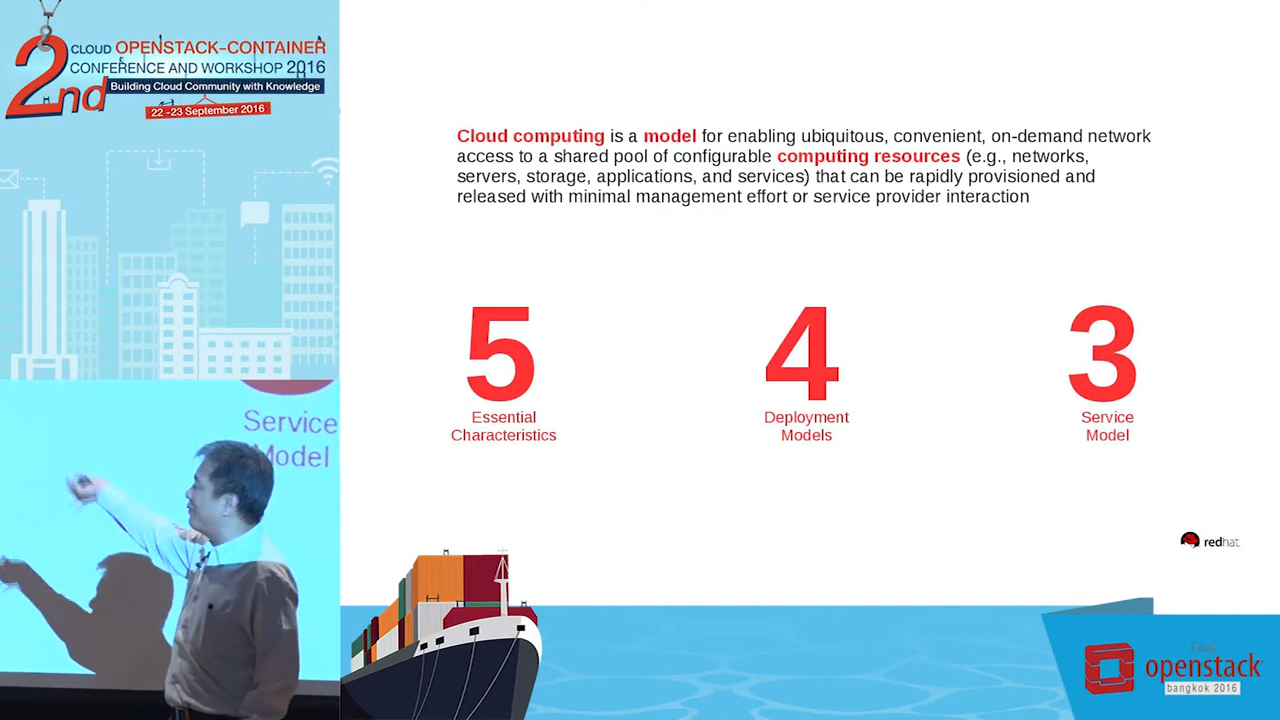 2nd
CLOUD OPENSTACK-CONTAINER
CONFERENCE AND WORKSHOP 2016
Building Cloud Community with Knowledge
22 -23 September 2016
Cloud computing is a model for enabling ubiquitous, convenient, on-demand network
access to a shared pool of configurable computing resources (e.g., networks,
servers, storage, applications, and services) that can be rapidly provisioned and
released with minimal management effort or service provider interaction
5
Essential
Characteristics
4
Deployment
Models
3
Service
Model
Service
Model
redhat.
Thai
openstack
bangkok 2016